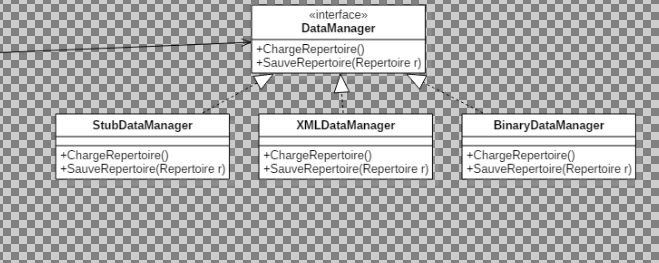 «interface»
DataManager
+ChargeRepertoire()
+SauveRepertoire(Repertoire r)
StubDataManager
+ChargeRepertoire()
+SauveRepertoire(Repertoire r)
XMLDataManager
+ChargeRepertoire()
+SauveRepertoire(Repertoire r)
BinaryDataManager
+ChargeRepertoire()
+SauveRepertoire(Repertoire r)